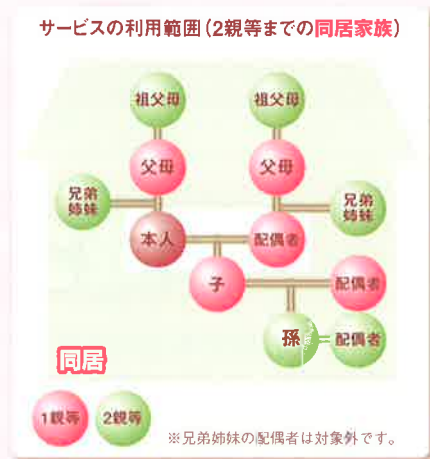 サービスの利用範囲(2親等までの同居家族)
祖父母 祖父母
父母 父母
兄弟
姉妹
兄弟
姉妹
本人 配偶者
子 配偶者
孫 配偶者
同居
1親等 2親等
※兄弟姉妹の配偶者は対象外です。